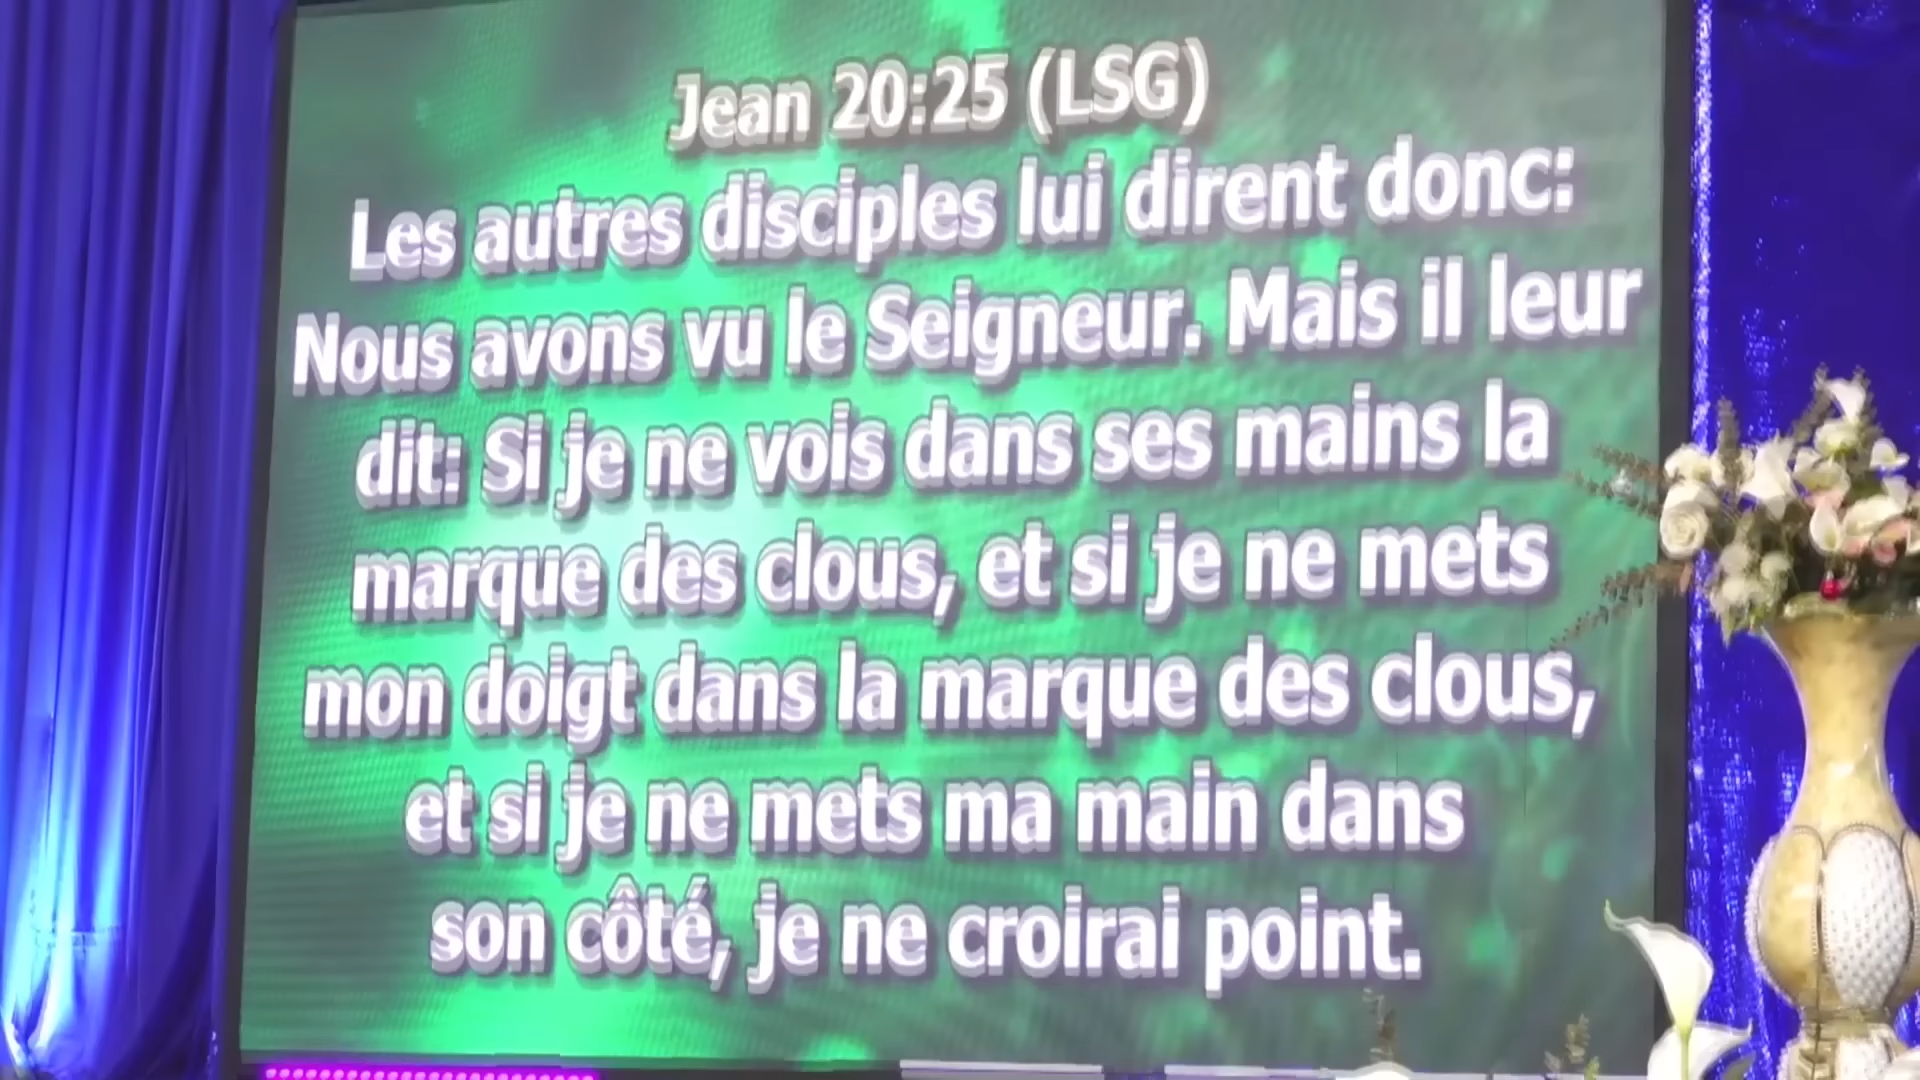 Jean 20:25 (LSG)
Les autres disciples lui dirent donc:
Nous avons vu le Seigneur. Mais il leur
dit: Si je ne vois dans ses mains la
marque des clous, et si je ne mets
mon doigt dans la marque des clous,
et si je ne mets ma main dans
son côté, je ne croirai point.